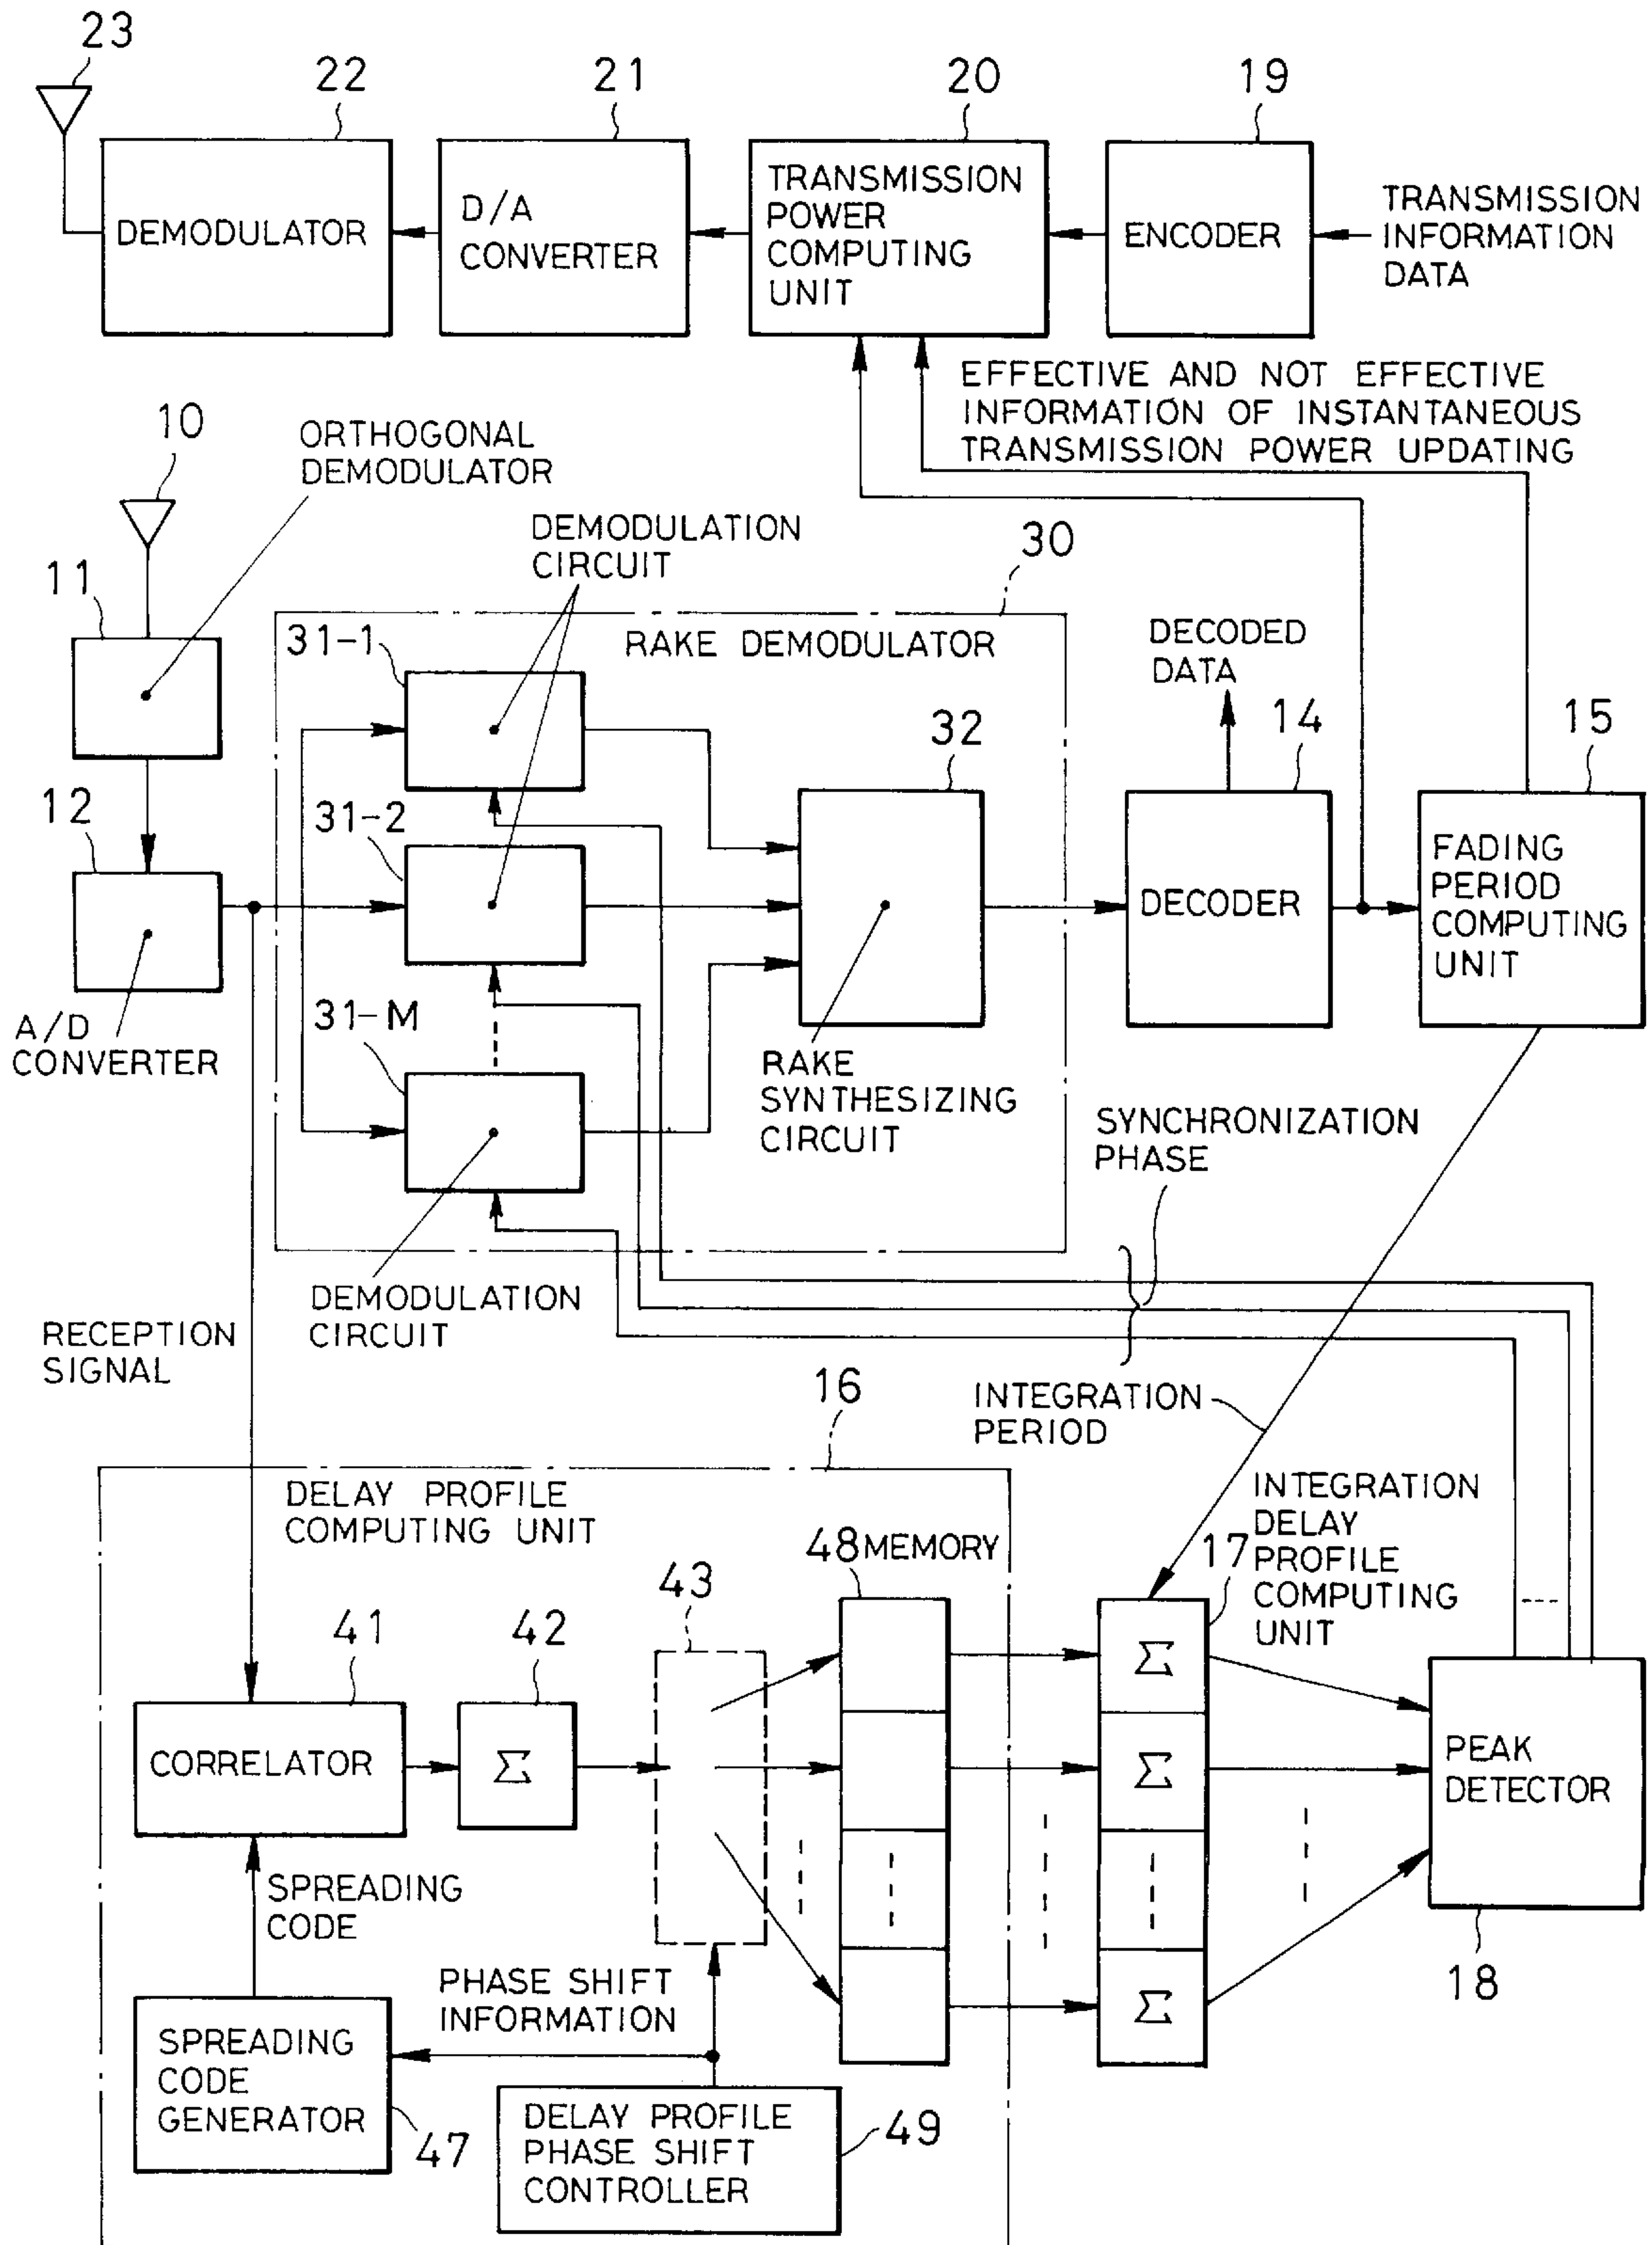 23
22
21
20
19
DEMODULATOR
D/A
CONVERTER
TRANSMISSION
POWER
COMPUTING
UNIT
ENCODER
TRANSMISSION
INFORMATION
DATA
EFFECTIVE AND NOT EFFECTIVE
INFORMATION OF INSTANTANEOUS
TRANSMISSION POWER UPDATING
10
ORTHOGONAL
DEMODULATOR
DEMODULATION
CIRCUIT
30
11
31-1
RAKE DEMODULATOR
DECODED
DATA
14
15
32
12
31-2
DECODER
FADING
PERIOD
COMPUTING
UNIT
31-M
A/D
CONVERTER
RAKE
SYNTHESIZING
CIRCUIT
SYNCHRONIZATION
PHASE
DEMODULATION
CIRCUIT
RECEPTION
SIGNAL
INTEGRATION
PERIOD
16
DELAY PROFILE
COMPUTING UNIT
48 MEMORY
17
INTEGRATION
DELAY
PROFILE
COMPUTING
UNIT
43
41
42
CORRELATOR
Σ
Σ
Σ
Σ
PEAK
DETECTOR
18
SPREADING
CODE
PHASE SHIFT
INFORMATION
SPREADING
CODE
GENERATOR
47
DELAY PROFILE
PHASE SHIFT
CONTROLLER
49